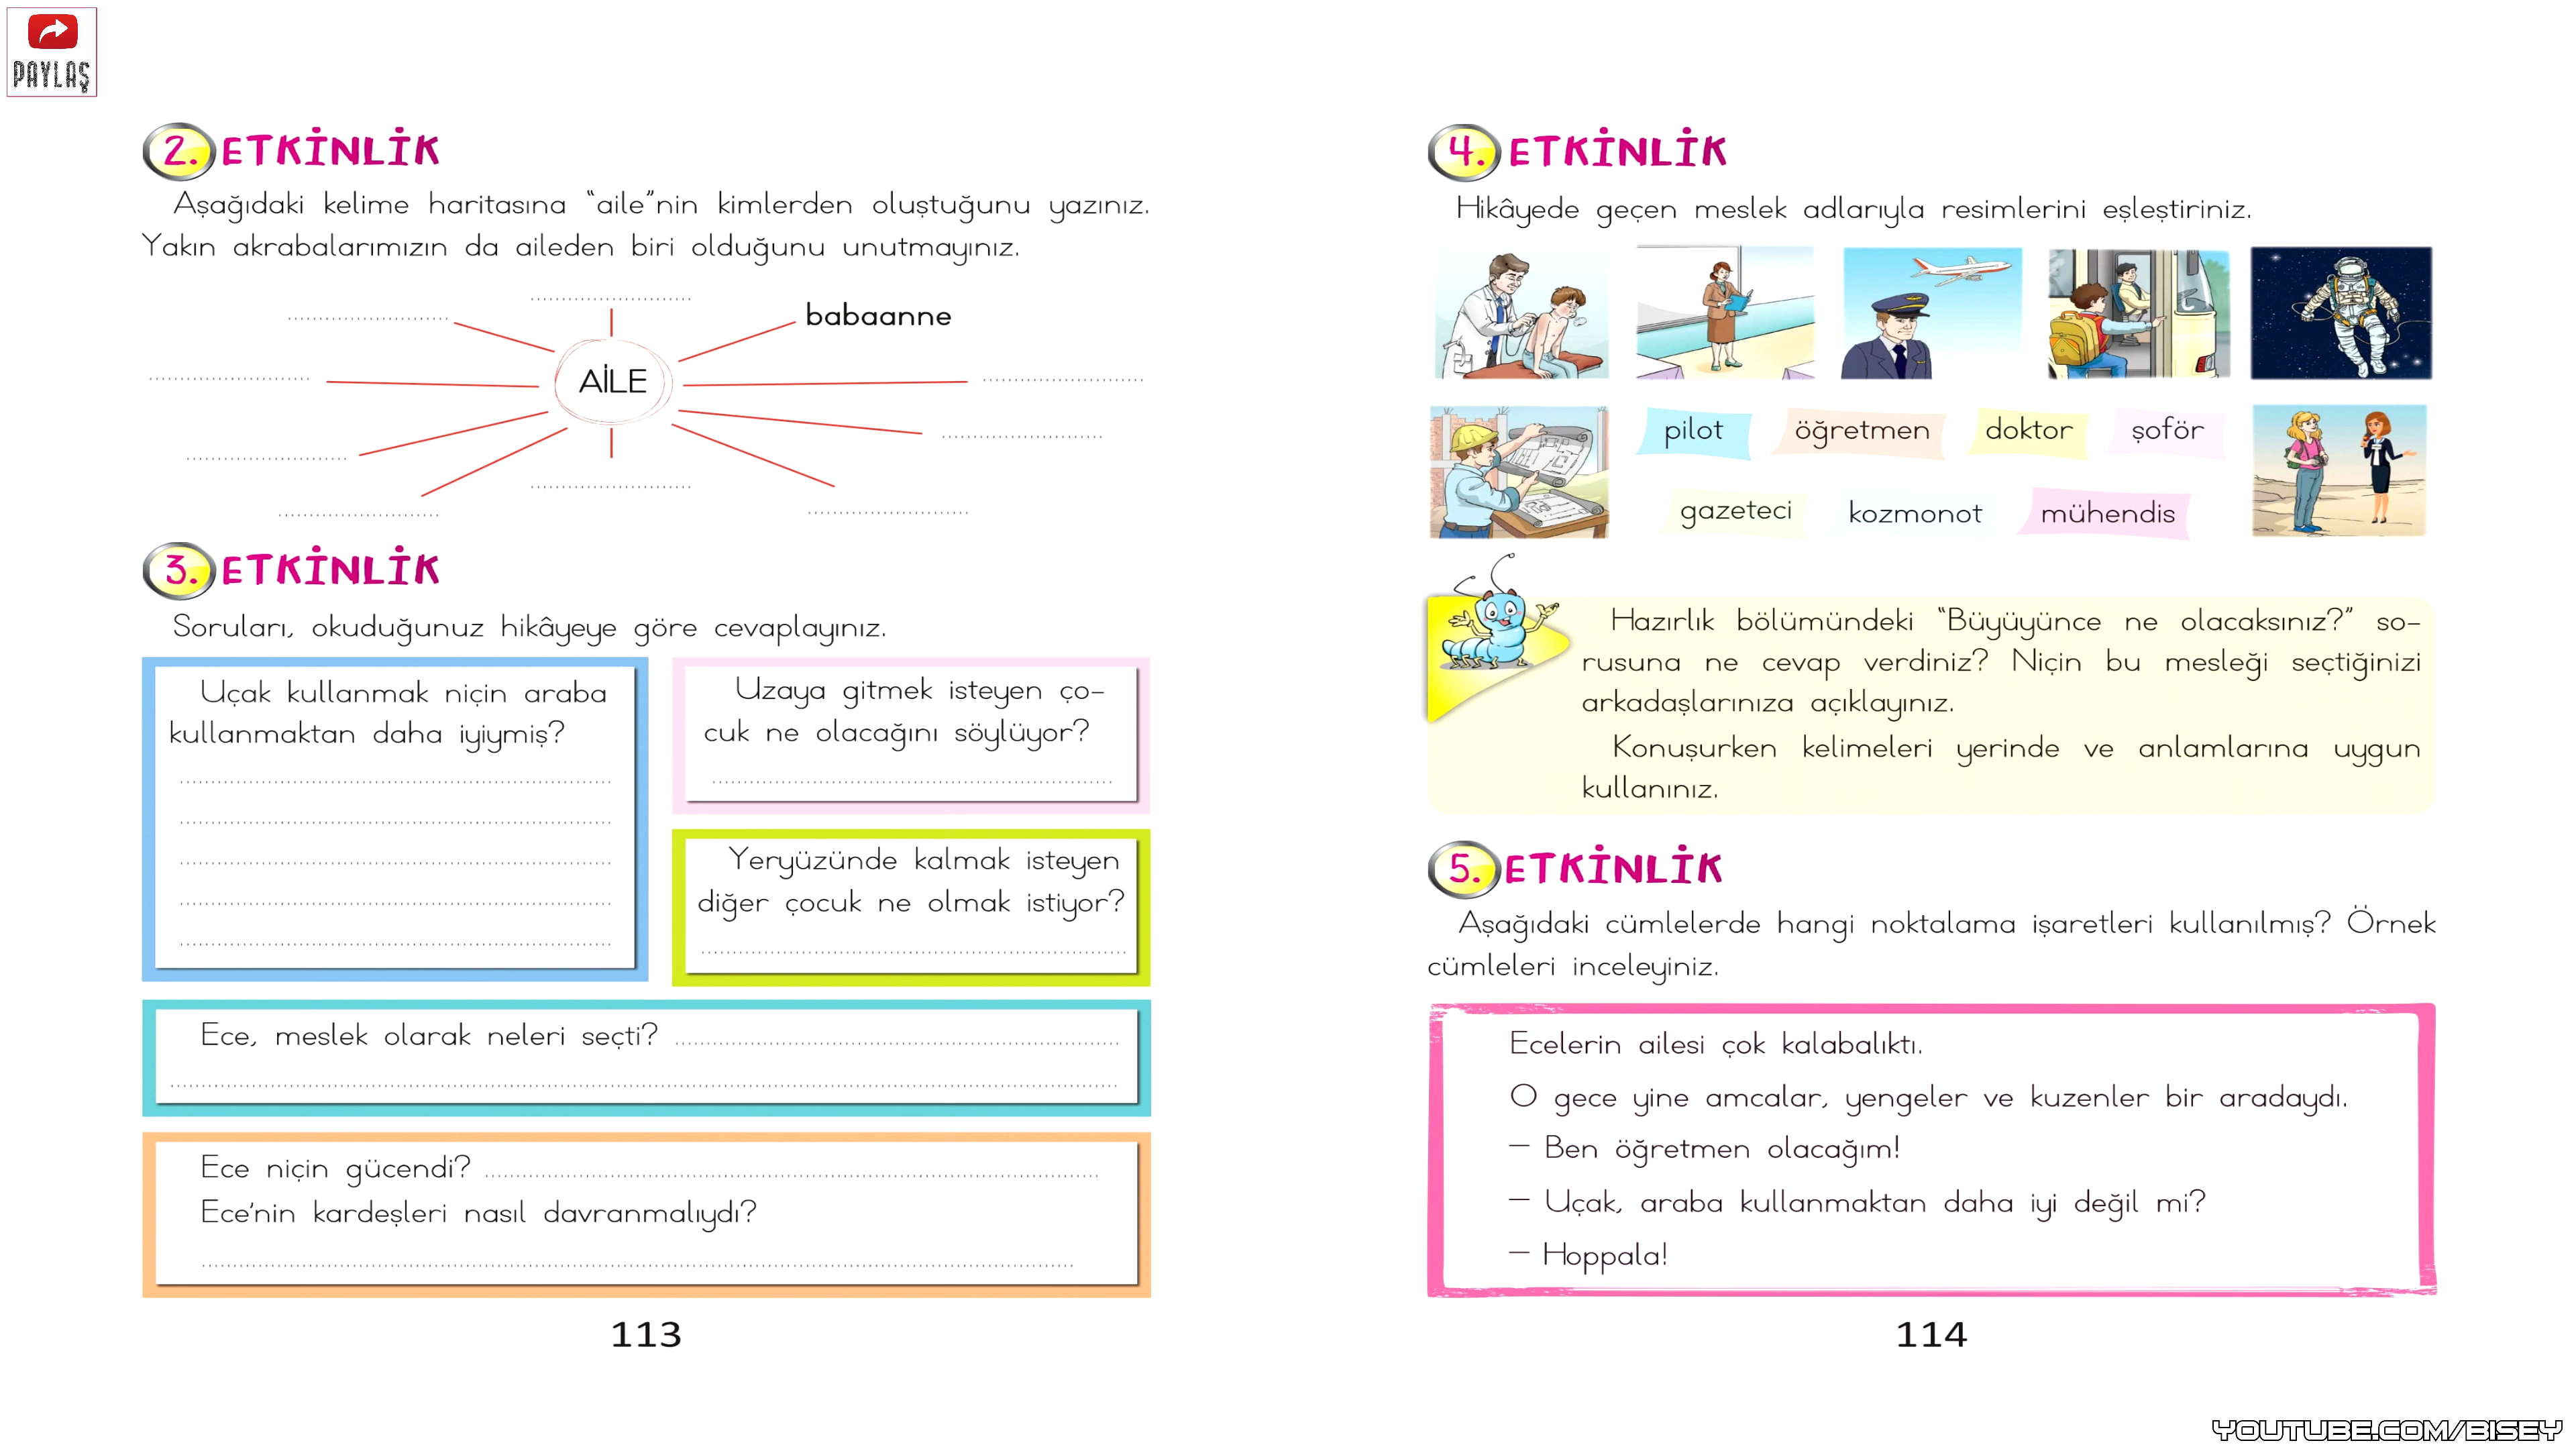 PAYLAŞ
2. ETKİNLİK
Aşağıdaki kelime haritasına “aile”nin kimlerden oluştuğunu yazınız.
Yakın akrabalarımızın da aileden biri olduğunu unutmayınız.
babaanne
AİLE
3. ETKİNLİK
Soruları, okuduğunuz hikâyeye göre cevaplayınız.
Uçak kullanmak niçin araba
kullanmaktan daha iyiymiş?
Uzaya gitmek isteyen ço-
cuk ne olacağını söylüyor?
Yeryüzünde kalmak isteyen
diğer çocuk ne olmak istiyor?
Ece, meslek olarak neleri seçti?
Ece niçin gücendi?
Ece’nin kardeşleri nasıl davranmalıydı?
113
4. ETKİNLİK
Hikâyede geçen meslek adlarıyla resimlerini eşleştiriniz.
pilot öğretmen doktor şoför
gazeteci kozmonot mühendis
Hazırlık bölümündeki “Büyüyünce ne olacaksınız?” so-
rusuna ne cevap verdiniz? Niçin bu mesleği seçtiğinizi
arkadaşlarınıza açıklayınız.
Konuşurken kelimeleri yerinde ve anlamlarına uygun
kullanınız.
5. ETKİNLİK
Aşağıdaki cümlelerde hangi noktalama işaretleri kullanılmış? Örnek
cümleleri inceleyiniz.
Ecelerin ailesi çok kalabalıktı.
O gece yine amcalar, yengeler ve kuzenler bir aradaydı.
– Ben öğretmen olacağım!
– Uçak, araba kullanmaktan daha iyi değil mi?
– Hoppala!
114
YOUTUBE.COM/BISEY